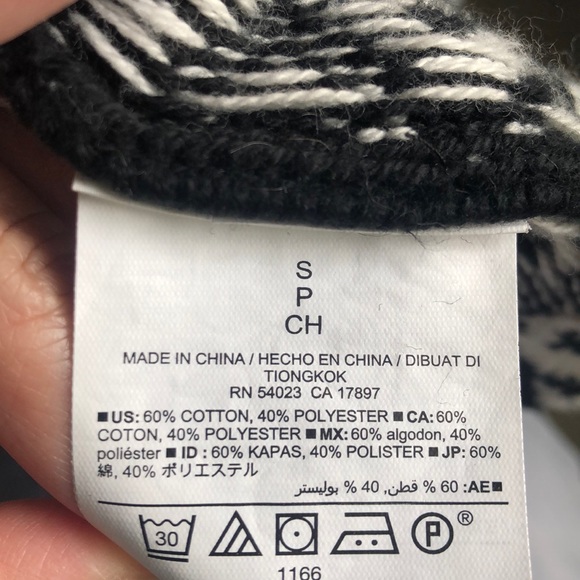 S
P
CH
MADE IN CHINA / HECHO EN CHINA / DIBUAT DI
TIONGKOK
RN 54023 CA 17897
■US: 60% COTTON, 40% POLYESTER ■CA:60%
COTON, 40% POLYESTER ■MX: 60% algodon, 40%
poliéster ■ ID : 60% KAPAS, 40% POLISTER ■JP: 60%
綿, 40% ポリエステル
■AE: 60 % قطن, 40 % بوليستر
30 P ®
1166